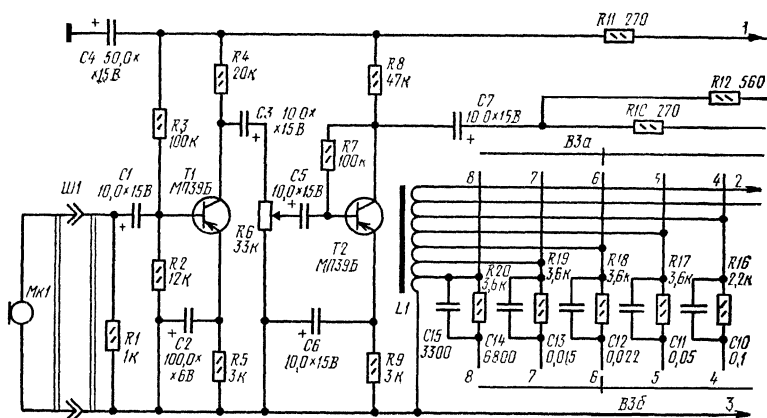 R11 270
1
C4 50,0×
×15В
R4
20к
R8
47к
R12 560
C3 10,0×
×15В
C7
10,0×15В
R10 270
R3
100к
R7
100к
В3а
Ш1
C1
10,0×15В
T1
МП39Б
C5
10,0×15В
8 7 6 5 4 2
R6
33к
T2
МП39Б
Мк1
R2
12к
R20
3,6к
R19
3,6к
R18
3,6к
R17
3,6к
R16
2,2к
L1
R1
1к
C2
100,0×
×6В
R5
3к
C6
10,0×15В
R9
3к
C15
3300
C14
6800
C13
0,015
C12
0,022
C11
0,05
C10
0,1
8 7 6 5 4
В3б
3